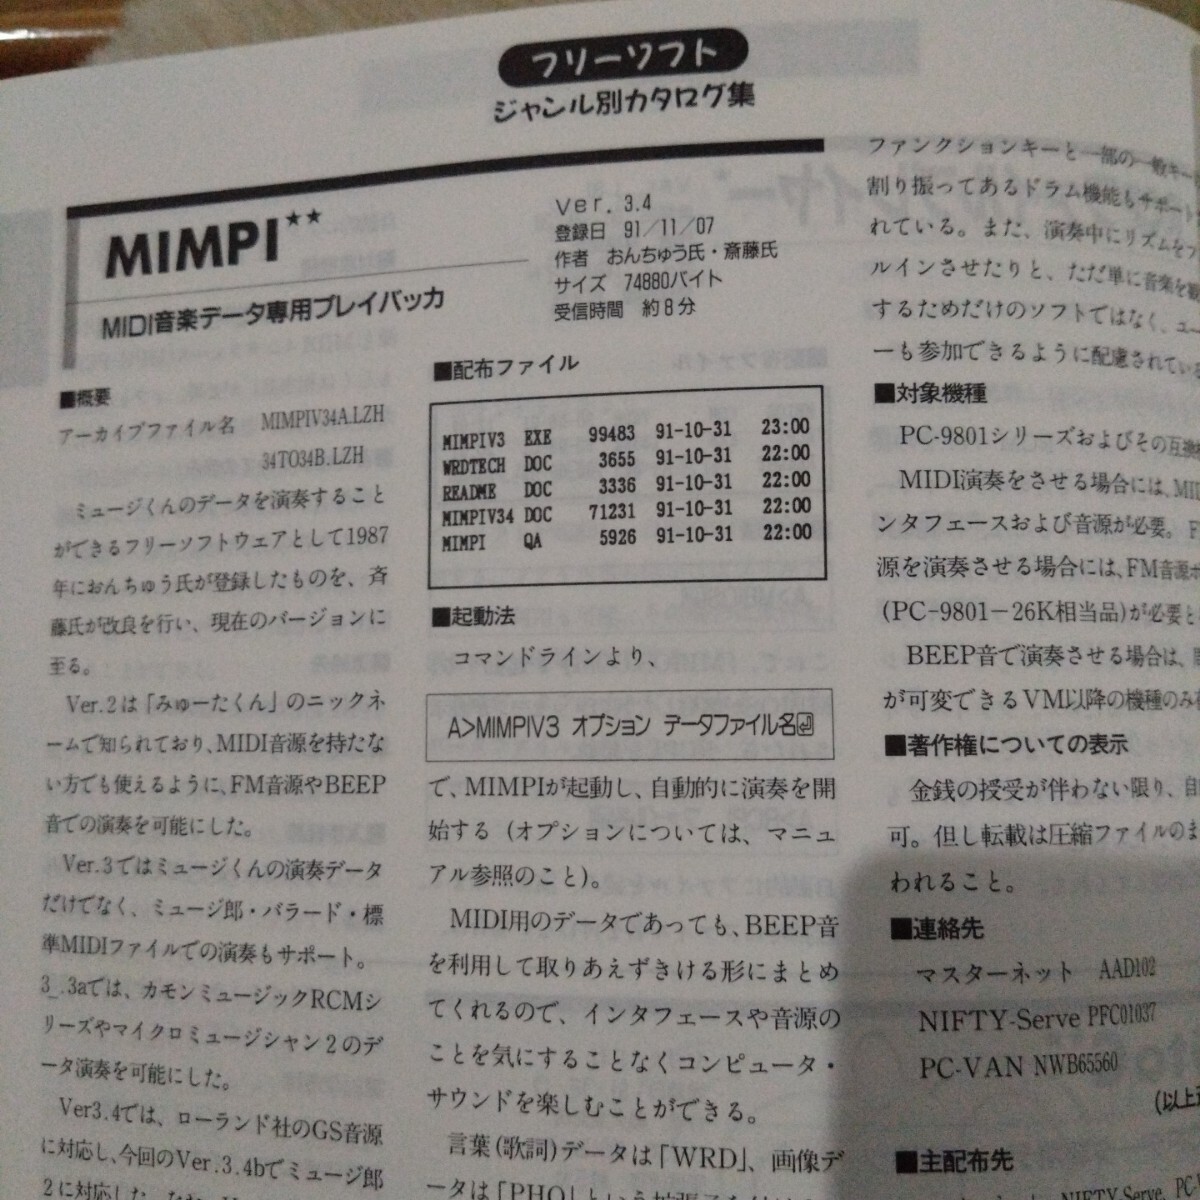 フリーソフト
ジャンル別カタログ集
MIMPI★★
MIDI音楽データ専用プレイバッカ
Ver. 3.4
登録日 91/11/07
作者 おんちゅう氏・斎藤氏
サイズ 74880バイト
受信時間 約8分
■概要
アーカイブファイル名 MIMPIV34A.LZH
34TO34B.LZH
ミュージくんのデータを演奏すること
ができるフリーソフトウェアとして1987
年におんちゅう氏が登録したものを、斉
藤氏が改良を行い、現在のバージョンに
至る。
Ver.2は「みゅーたくん」のニックネ
ームで知られており、MIDI音源を持たな
い方でも使えるように、FM音源やBEEP
音での演奏を可能にした。
Ver.3ではミュージくんの演奏データ
だけでなく、ミュージ郎・バラード・標
準MIDIファイルでの演奏もサポート。
3_.3aでは、カモンミュージックRCMシ
リーズやマイクロミュージシャン2のデ
ータ演奏を可能にした。
Ver3.4では、ローランド社のGS音源
に対応し、今回のVer.3.4bでミュージ郎
2に対応した。
■配布ファイル
MIMPIV3 EXE 99483 91-10-31 23:00
WRDTECH DOC 3655 91-10-31 22:00
README DOC 3336 91-10-31 22:00
MIMPIV34 DOC 71231 91-10-31 22:00
MIMPI QA 5926 91-10-31 22:00
■起動法
コマンドラインより、
A>MIMPIV3 オプション データファイル名⏎
で、MIMPIが起動し、自動的に演奏を開
始する（オプションについては、マニュ
アル参照のこと）。
MIDI用のデータであっても、BEEP音
を利用して取りあえずきける形にまとめ
てくれるので、インタフェースや音源の
ことを気にすることなくコンピュータ・
サウンドを楽しむことができる。
言葉(歌詞)データは「WRD」、画像デ
ータは「PHO」という拡張子を
ファンクションキーと一部の一般キー
割り振ってあるドラム機能もサポート
れている。また、演奏中にリズムを
ルインさせたりと、ただ単に音楽を
するためだけのソフトではなく、ユー
ーも参加できるように配慮されている
■対象機種
PC-9801シリーズおよびその互換
MIDI演奏をさせる場合には、MID
ンタフェースおよび音源が必要。F
源を演奏させる場合には、FM音源ボ
(PC-9801-26K相当品)が必要と
BEEP音で演奏させる場合は、
が可変できるVM以降の機種のみ
■著作権についての表示
金銭の授受が伴わない限り、自
可。但し転載は圧縮ファイルのま
われること。
■連絡先
マスターネット AAD102
NIFTY-Serve PFC01037
PC-VAN NWB65560
(以上
■主配布先
NIFTY-Serve